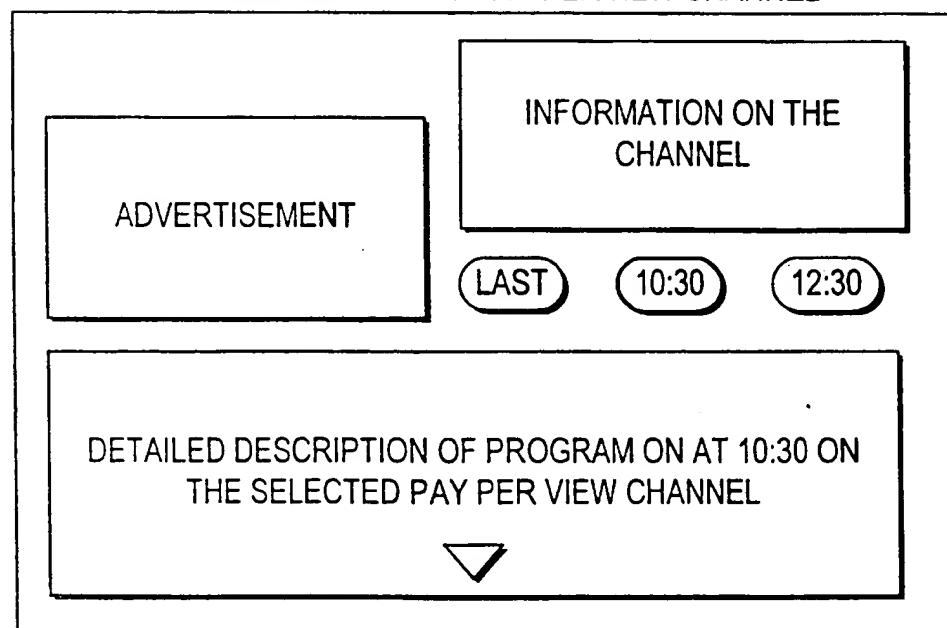 INFORMATION ON THE
CHANNEL
ADVERTISEMENT
LAST
10:30
12:30
DETAILED DESCRIPTION OF PROGRAM ON AT 10:30 ON
THE SELECTED PAY PER VIEW CHANNEL